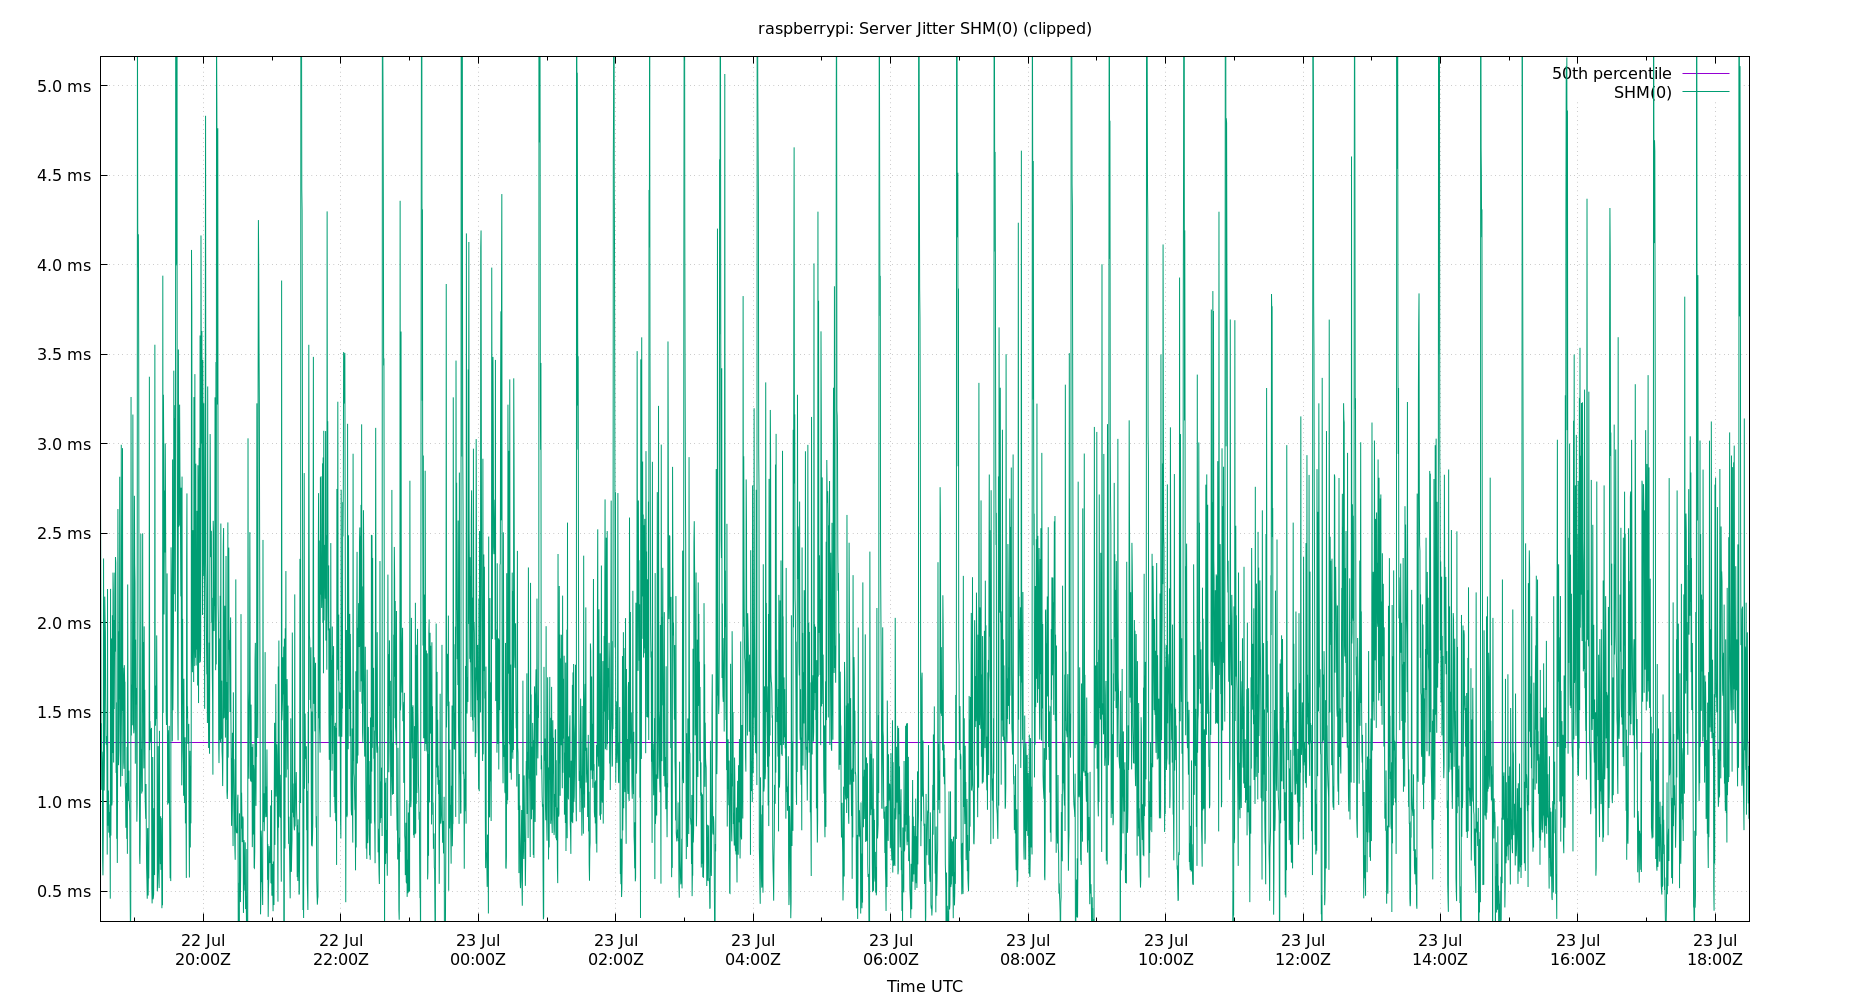 raspberrypi: Server Jitter SHM(0) (clipped)
50th percentile
SHM(0)
5.0 ms
4.5 ms
4.0 ms
3.5 ms
3.0 ms
2.5 ms
2.0 ms
1.5 ms
1.0 ms
0.5 ms
22 Jul 22 Jul 23 Jul 23 Jul 23 Jul 23 Jul 23 Jul 23 Jul 23 Jul 23 Jul 23 Jul 23 Jul
20:00Z 22:00Z 00:00Z 02:00Z 04:00Z 06:00Z 08:00Z 10:00Z 12:00Z 14:00Z 16:00Z 18:00Z
Time UTC